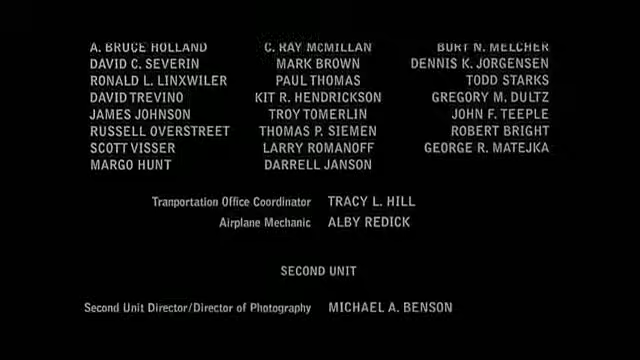 A. BRUCE HOLLAND C. RAY MCMILLAN BURT N. MELCHER
DAVID C. SEVERIN MARK BROWN DENNIS K. JORGENSEN
RONALD L. LINXWILER PAUL THOMAS TODD STARKS
DAVID TREVINO KIT R. HENDRICKSON GREGORY M. DULTZ
JAMES JOHNSON TROY TOMERLIN JOHN F. TEEPLE
RUSSELL OVERSTREET THOMAS P. SIEMEN ROBERT BRIGHT
SCOTT VISSER LARRY ROMANOFF GEORGE R. MATEJKA
MARGO HUNT DARRELL JANSON
Tranportation Office Coordinator TRACY L. HILL
Airplane Mechanic ALBY REDICK
SECOND UNIT
Second Unit Director/Director of Photography MICHAEL A. BENSON